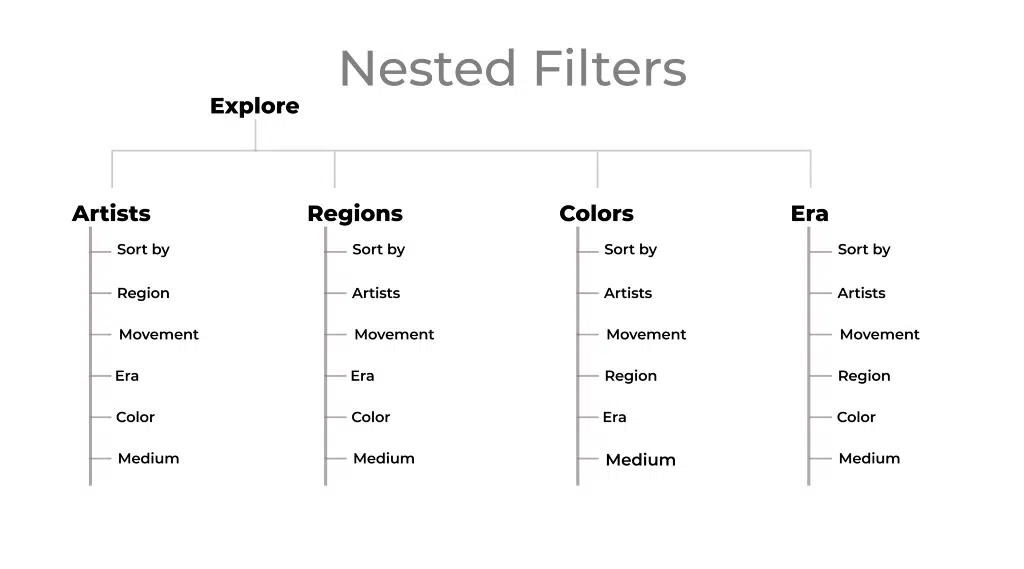 Nested Filters
Explore
Artists
Sort by
Region
Movement
Era
Color
Medium
Regions
Sort by
Artists
Movement
Era
Color
Medium
Colors
Sort by
Artists
Movement
Region
Era
Medium
Era
Sort by
Artists
Movement
Region
Color
Medium